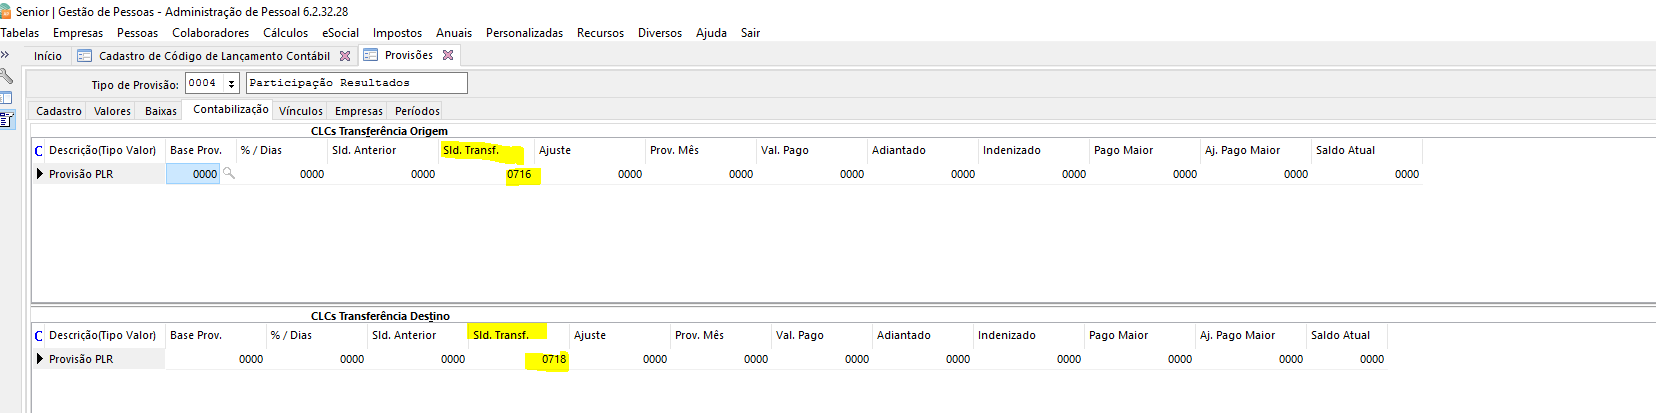 Senior | Gestão de Pessoas - Administração de Pessoal 6.2.32.28
Tabelas Empresas Pessoas Colaboradores Cálculos eSocial Impostos Anuais Personalizadas Recursos Diversos Ajuda Sair
» Início Cadastro de Código de Lançamento Contábil Provisões
Tipo de Provisão: 0004 Participação Resultados
Cadastro Valores Baixas Contabilização Vínculos Empresas Períodos
CLCs Transferência Origem
C Descrição(Tipo Valor) Base Prov. % / Dias Sld. Anterior Sld. Transf. Ajuste Prov. Mês Val. Pago Adiantado Indenizado Pago Maior Aj. Pago Maior Saldo Atual
Provisão PLR 0000 0000 0000 0716 0000 0000 0000 0000 0000 0000 0000 0000
CLCs Transferência Destino
C Descrição(Tipo Valor) Base Prov. % / Dias Sld. Anterior Sld. Transf. Ajuste Prov. Mês Val. Pago Adiantado Indenizado Pago Maior Aj. Pago Maior Saldo Atual
Provisão PLR 0000 0000 0000 0718 0000 0000 0000 0000 0000 0000 0000 0000